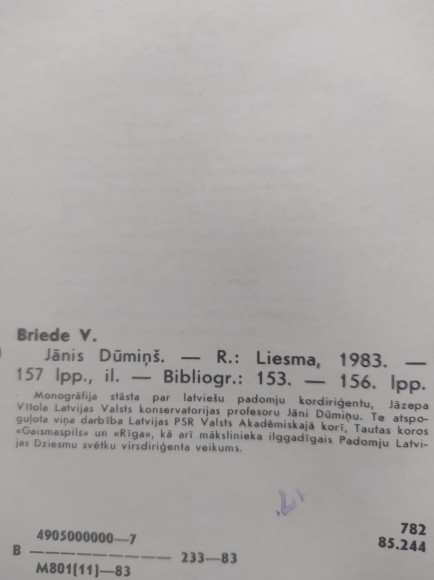 Briede V.
Jānis Dūmiņš. — R.: Liesma, 1983. —
157 lpp., il. — Bibliogr.: 153. — 156. lpp.
Monogrāfija stāsta par latviešu padomju kordiriģentu, Jāzepa
Vītola Latvijas Valsts konservatorijas profesoru Jāni Dūmiņu. Te atspo-
guļota viņa darbība Latvijas PSR Valsts Akadēmiskajā korī, Tautas koros
«Gaismaspils» un «Rīga», kā arī mākslinieka ilggadīgais Padomju Latvi-
jas Dziesmu svētku virsdiriģenta veikums.
4905000000—7
B ————————— 233—83
M801[11]—83
782
85.244